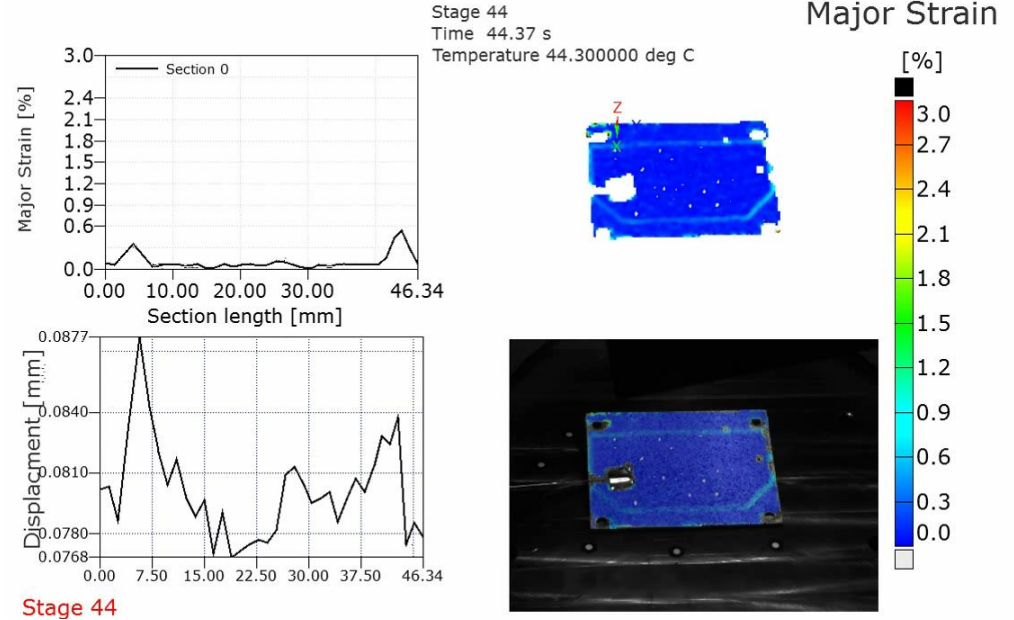 Stage 44
Time 44.37 s
Temperature 44.300000 deg C
Major Strain
[%]
3.0
2.7
2.4
2.1
1.8
1.5
1.2
0.9
0.6
0.3
0.0
Major Strain [%]
3.0
2.4
2.1
1.8
1.5
1.2
0.9
0.6
0.0
Section 0
0.00 10.00 20.00 30.00 46.34
Section length [mm]
Z
Y
X
Displacment [mm]
0.0877
0.0840
0.0810
0.0780
0.0768
0.00 7.50 15.00 22.50 30.00 37.50 46.34
Stage 44